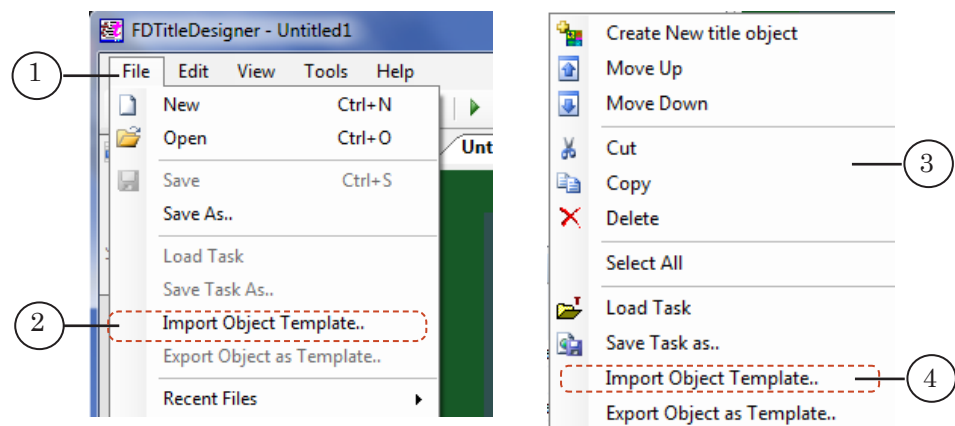 FDTitleDesigner - Untitled1
1
File Edit View Tools Help
New Ctrl+N
Open Ctrl+O
Unt
Save Ctrl+S
Save As..
Load Task
Save Task As..
2
Import Object Template..
Export Object as Template..
Recent Files
Create New title object
Move Up
Move Down
Cut
3
Copy
Delete
Select All
Load Task
Save Task as..
Import Object Template..
4
Export Object as Template..